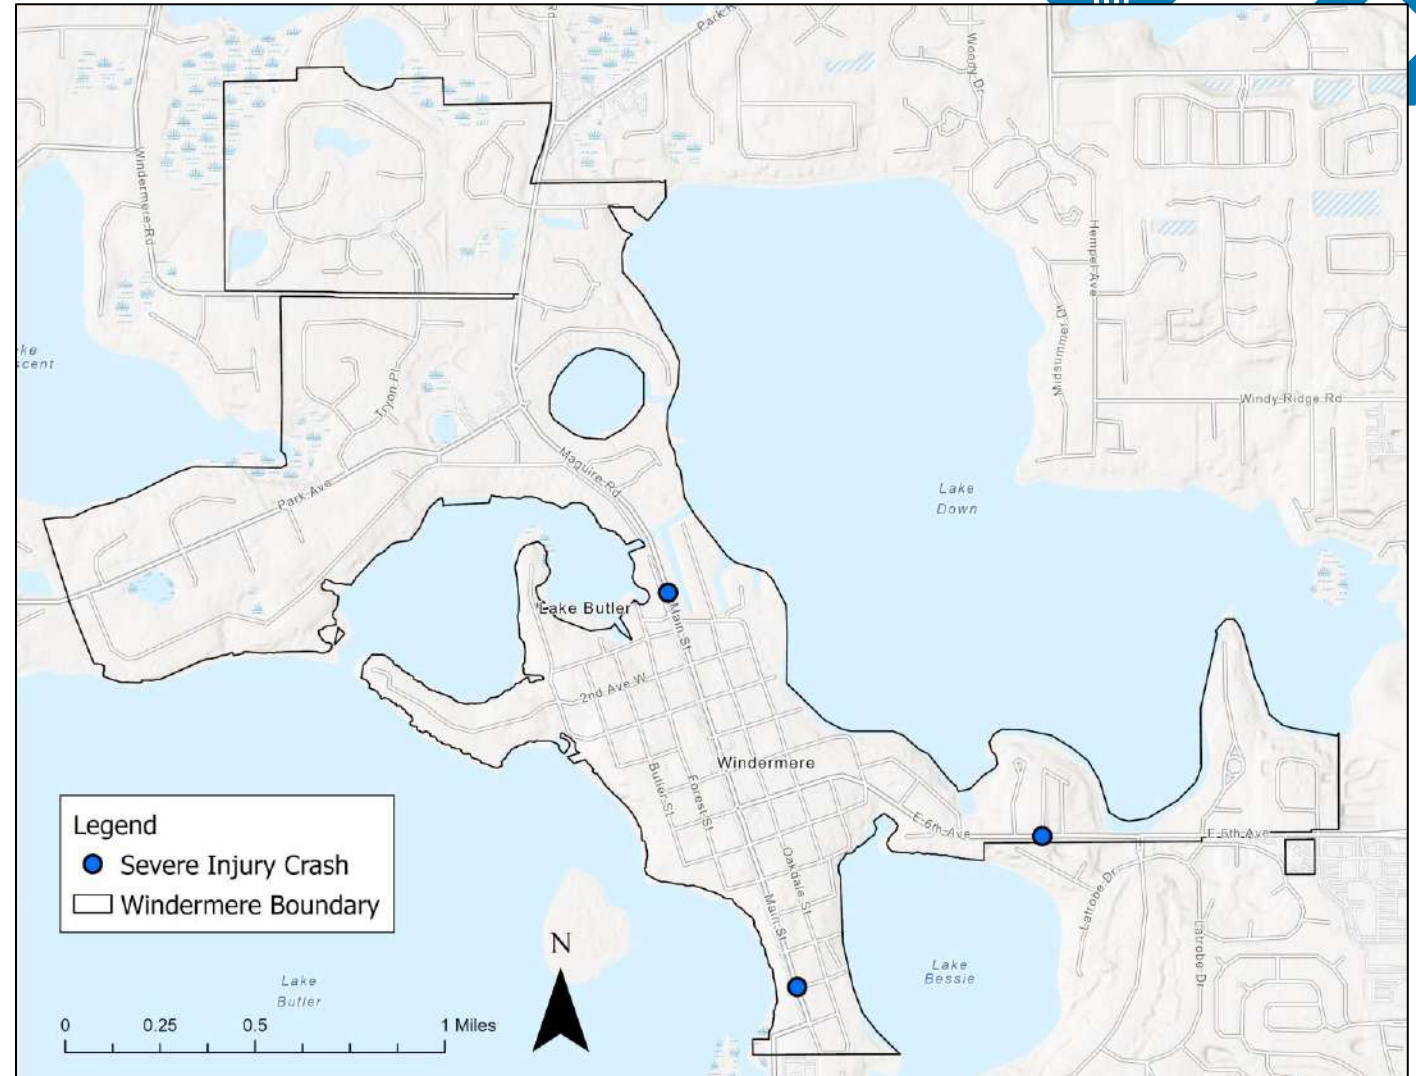 Rd
Park R
Woody Dr
Windermere Rd
Hempel Ave
Midsummer Dr
ke
scent
Tryon Pl
Windy Ridge Rd
Maguire Rd
Park Ave
Lake
Down
Lake Butler
Main St
2nd Ave W
Windermere
Butler St
Forest St
E 6th Ave
E 6th Ave
Oakdale St
Main St
Latrobe Dr
Latrobe Dr
Lake
Bessie
Lake
Butler
Legend
Severe Injury Crash
Windermere Boundary
N
0 0.25 0.5 1 Miles